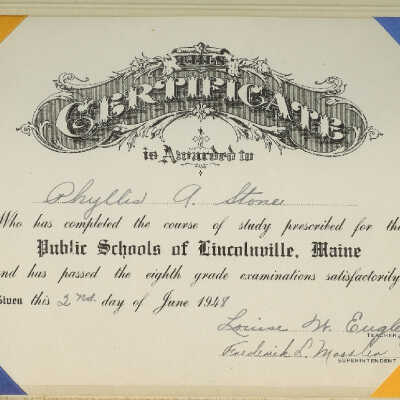 THIS
CERTIFICATE
is Awarded to
Phyllis A. Stone
Who has completed the course of study prescribed for the
Public Schools of Lincolnville, Maine
and has passed the eighth grade examinations satisfactorily
Given this 2nd day of June 1948
Louise W. Eugley
TEACHER
Frederick L.
SUPERINTENDENT